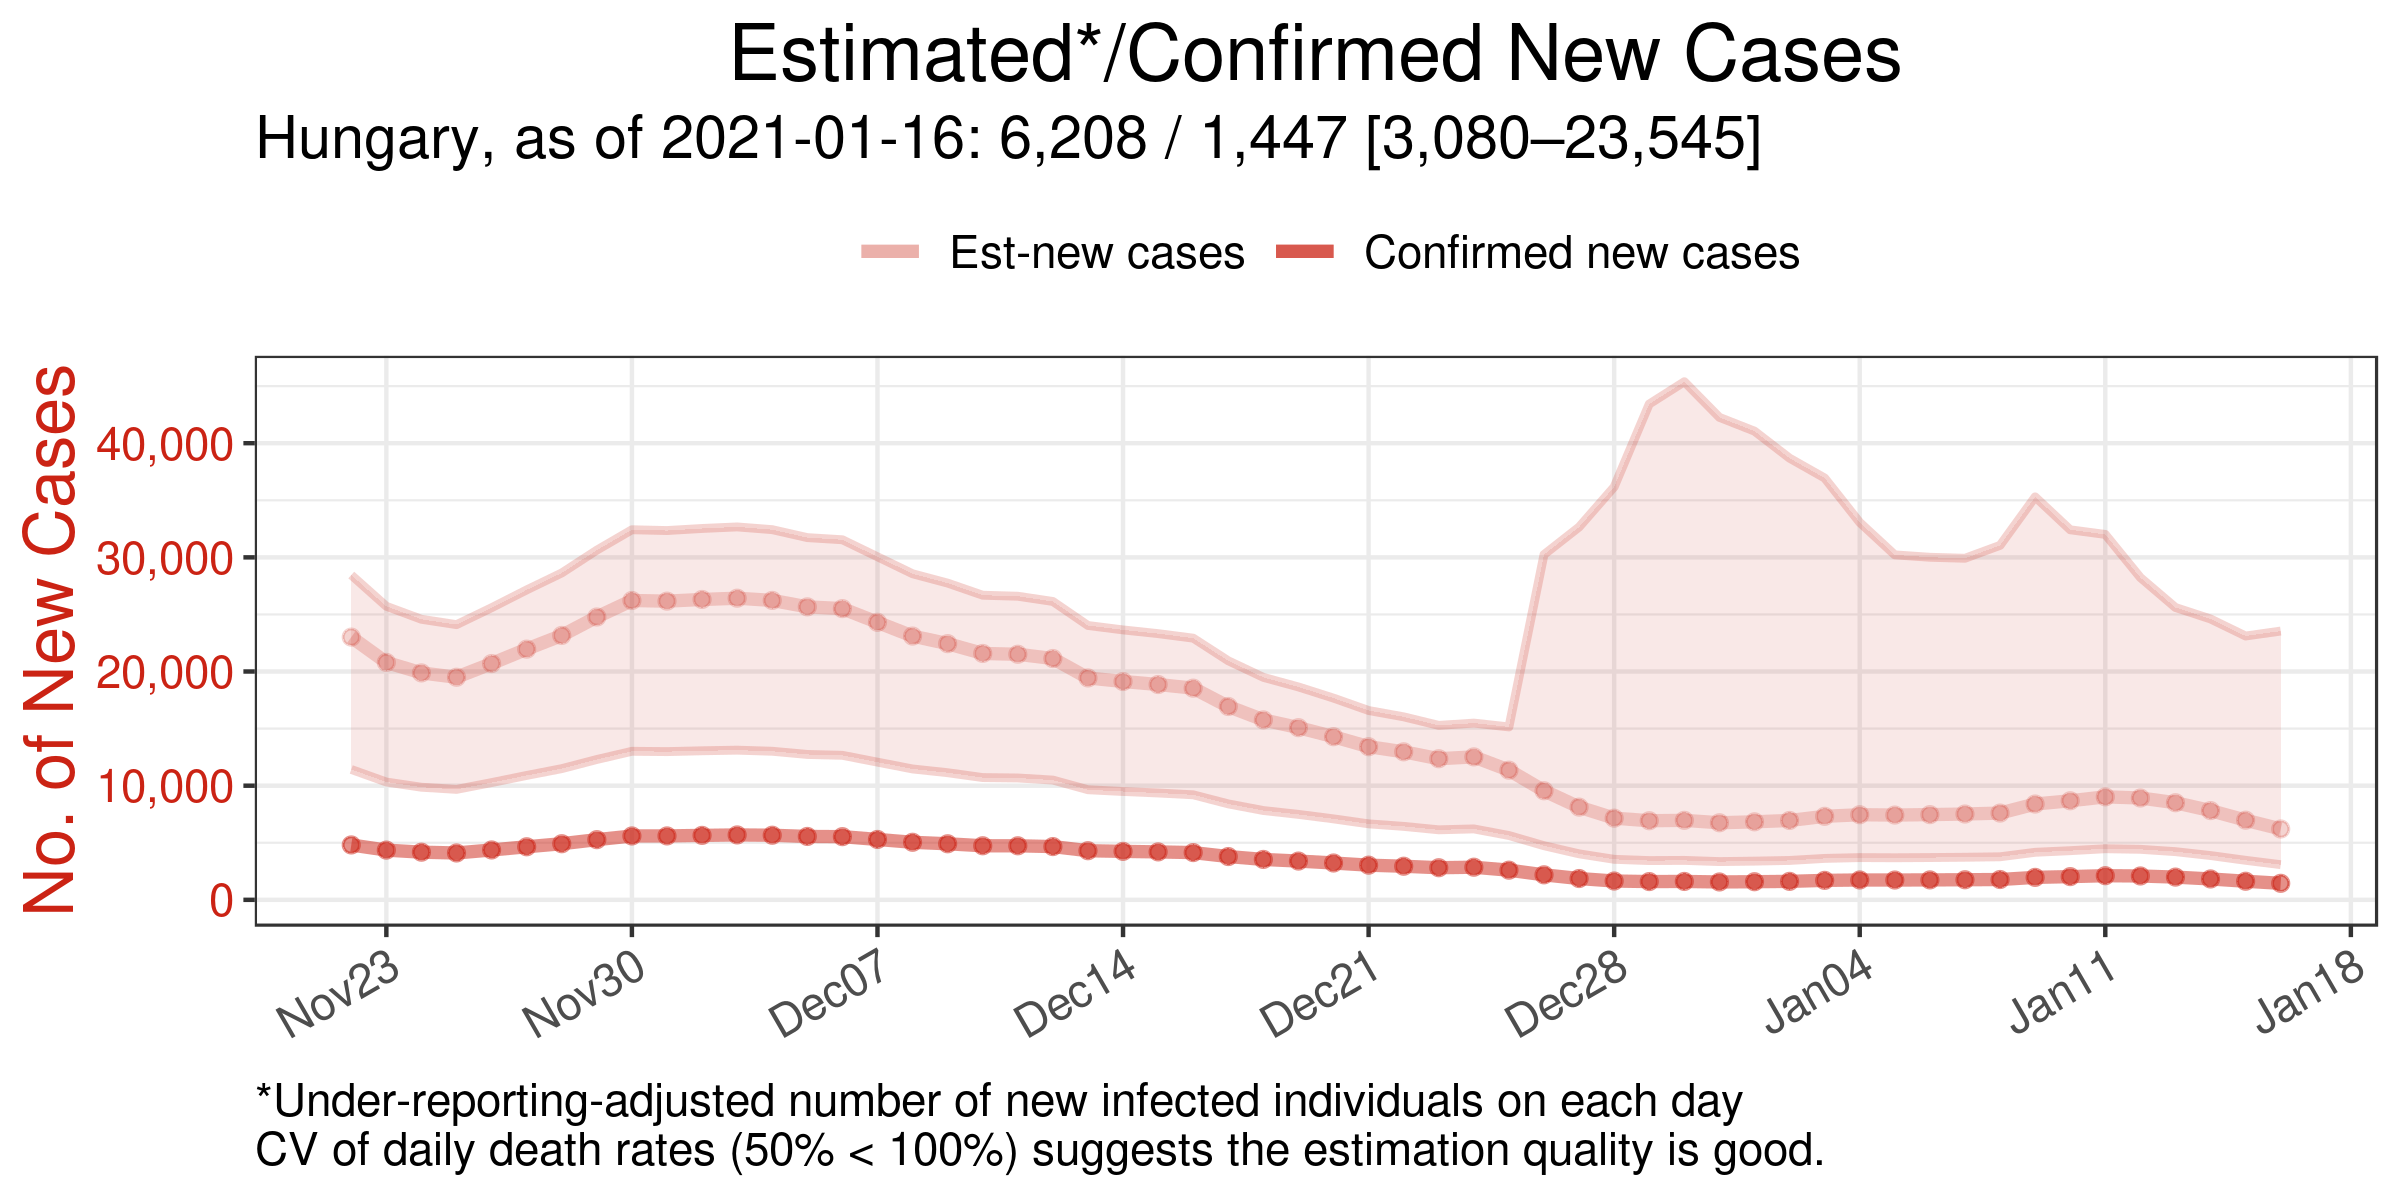 Estimated*/Confirmed New Cases
Hungary, as of 2021-01-16: 6,208 / 1,447 [3,080–23,545]
Est-new cases
Confirmed new cases
No. of New Cases
40,000
30,000
20,000
10,000
0
Nov23
Nov30
Dec07
Dec14
Dec21
Dec28
Jan04
Jan11
Jan18
*Under-reporting-adjusted number of new infected individuals on each day
CV of daily death rates (50% < 100%) suggests the estimation quality is good.